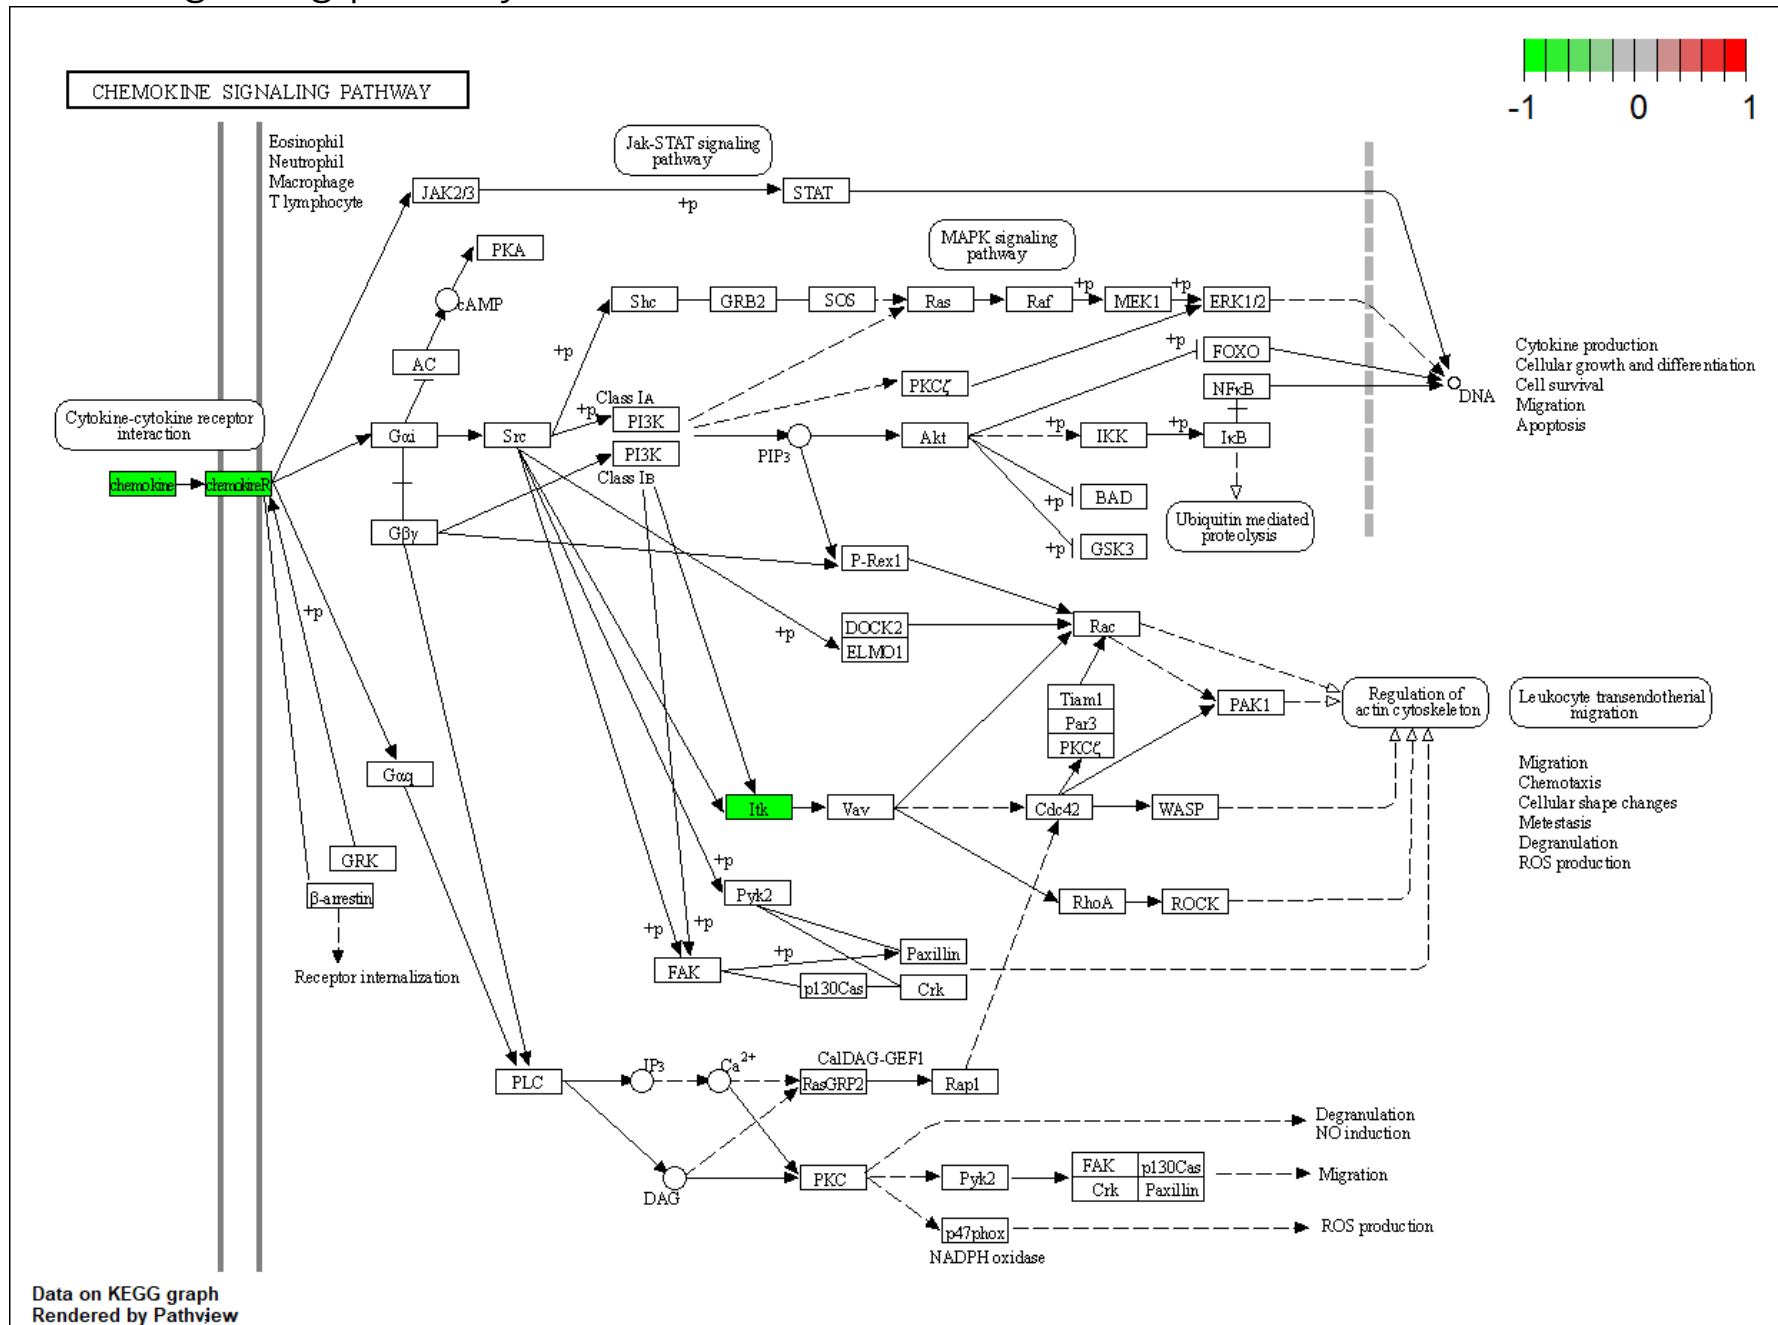 CHEMOKINE SIGNALING PATHWAY
-1
0
1
Eosinophil
Neutrophil
Macrophage
T lymphocyte
Jak-STAT signaling
pathway
JAK2/3
+p
STAT
PKA
cAMP
AC
MAPK signaling
pathway
Shc
GRB2
SOS
Ras
Raf
+p
MEK1
+p
ERK1/2
+p
+p
FOXO
PKCζ
NFκB
DNA
Cytokine production
Cellular growth and differentiation
Cell survival
Migration
Apoptosis
Cytokine-cytokine receptor
interaction
chemokine
chemokineR
Gαi
Src
+p
Class IA
PI3K
PI3K
Class IB
PIP3
Akt
+p
IKK
+p
IκB
+p
BAD
+p
GSK3
Ubiquitin mediated
proteolysis
Gβγ
P-Rex1
+p
+p
DOCK2
ELMO1
Rac
Tiam1
Par3
PKCζ
PAK1
Regulation of
actin cytoskeleton
Leukocyte transendotherial
migration
Migration
Chemotaxis
Cellular shape changes
Metestasis
Degranulation
ROS production
Gαq
Itk
Vav
Cdc42
WASP
GRK
β-arrestin
Receptor internalization
+p
Pyk2
RhoA
ROCK
+p
+p
FAK
+p
Paxillin
p130Cas
Crk
PLC
IP3
Ca2+
CalDAG-GEF1
RasGRP2
Rap1
DAG
PKC
Degranulation
NO induction
Pyk2
FAK
p130Cas
Crk
Paxillin
Migration
p47phox
NADPH oxidase
ROS production
Data on KEGG graph
Rendered by Pathview